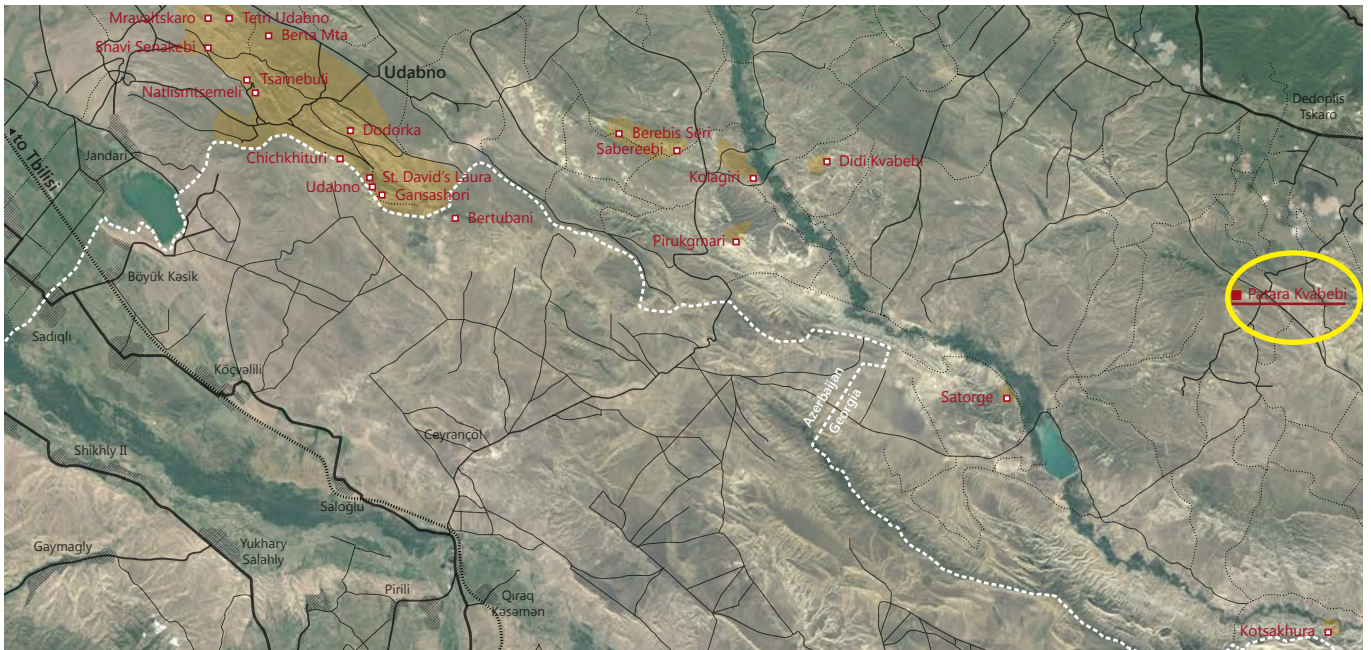 Mravaltskaro
Tetri Udabno
Berta Mta
Shavi Senakebi
Udabno
Tsamebuli
Natlismtsemeli
Dedoplis
Tskaro
◄to Tbilisi
Dodorka
Berebis Seri
Sabereebi
Jandari
Chichkhituri
Didi Kvabebi
St. David's Laura
Kolagiri
Udabno
Gansashori
Bertubani
Pirukgmari
Böyük Kəsik
Patara Kvabebi
Sadiqli
Köçvəlili
Azerbaijan
Georgia
Satorge
Ceyrançöl
Shikhly II
Saloglu
Gaymagly
Yukhary
Salahly
Pirili
Qıraq
Kəsəmən
Kotsakhura